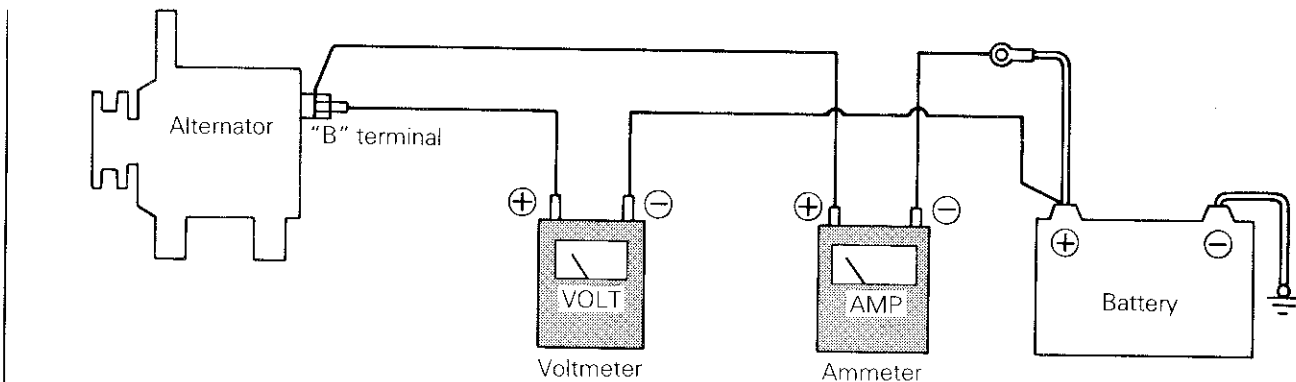 Alternator
"B" terminal
⊕
⊖
⊕
⊖
⊕
⊖
VOLT
AMP
Battery
Voltmeter
Ammeter